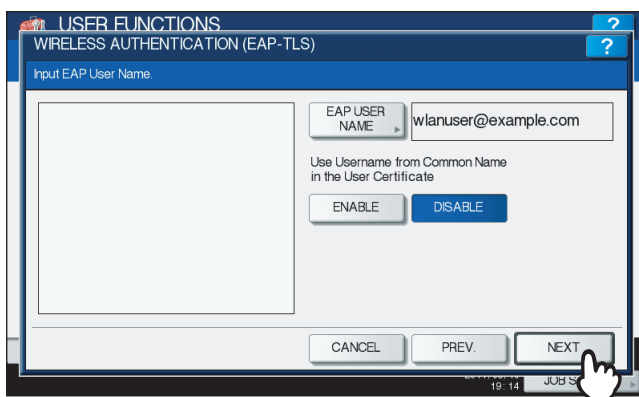 USER FUNCTIONS
?
WIRELESS AUTHENTICATION (EAP-TLS)
?
Input EAP User Name.
EAP USER
NAME
wlanuser@example.com
Use Username from Common Name
in the User Certificate
ENABLE
DISABLE
CANCEL
PREV.
NEXT
JOB
19:14